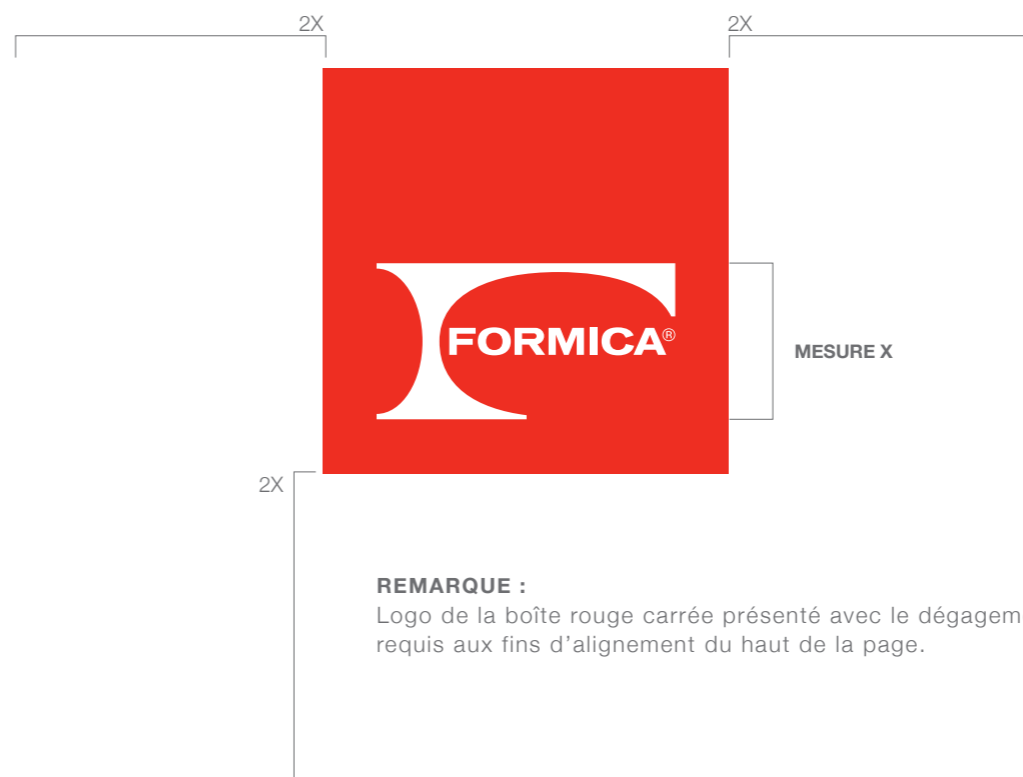 2X
2X
FORMICA®
MESURE X
2X
REMARQUE :
Logo de la boîte rouge carrée présenté avec le
requis aux fins d’alignement du haut de la page.